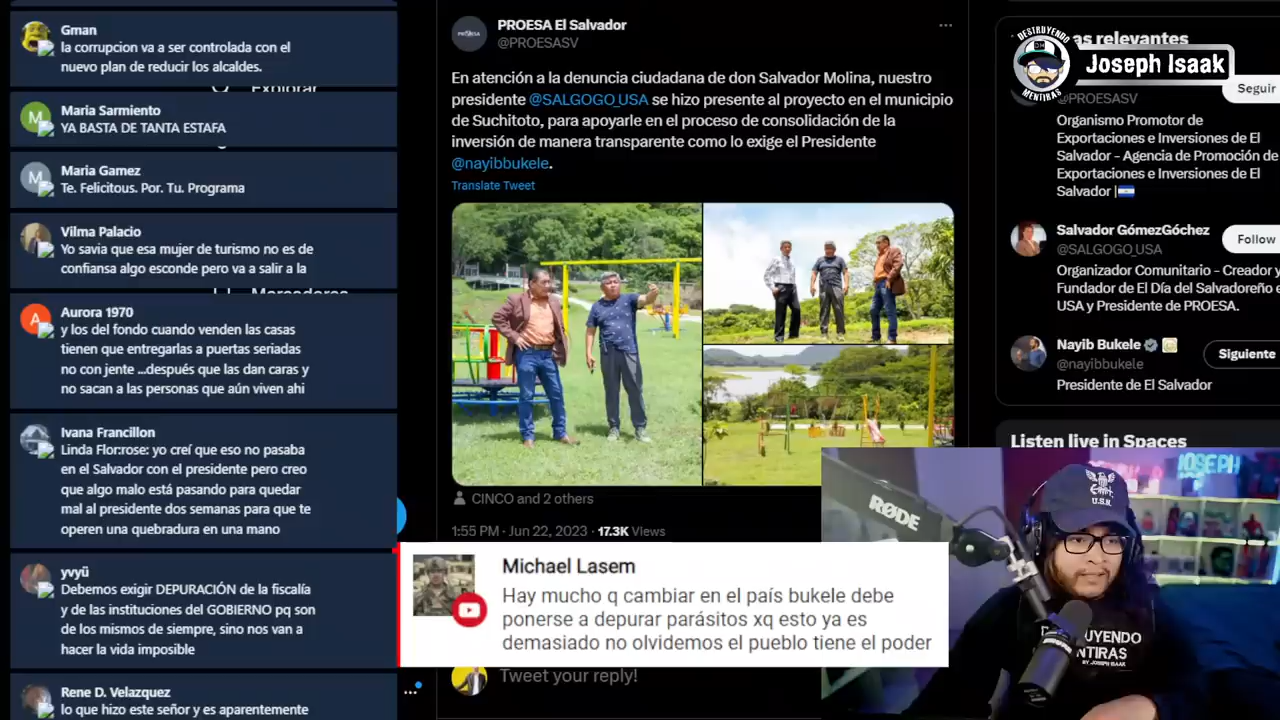 Gman
la corrupcion va a ser controlada con el
nuevo plan de reducir los alcaldes.
Explorar
Maria Sarmiento
YA BASTA DE TANTA ESTAFA
Maria Gamez
Te. Felicitous. Por. Tu. Programa
Vilma Palacio
Yo savia que esa mujer de turismo no es de
confiansa algo esconde pero va a salir a la
Marcadores
Aurora 1970
y los del fondo cuando venden las casas
tienen que entregarlas a puertas seriadas
no con jente ...después que las dan caras y
no sacan a las personas que aún viven ahi
Ivana Francillon
Linda Flor:rose: yo creí que eso no pasaba
en el Salvador con el presidente pero creo
que algo malo está pasando para quedar
mal al presidente dos semanas para que te
operen una quebradura en una mano
yvyü
Debemos exigir DEPURACIÓN de la fiscalía
y de las instituciones del GOBIERNO pq son
de los mismos de siempre, sino nos van a
hacer la vida imposible
Rene D. Velazquez
lo que hizo este señor y es aparentemente
PROESA El Salvador
@PROESASV
En atención a la denuncia ciudadana de don Salvador Molina, nuestro
presidente @SALGOGO_USA se hizo presente al proyecto en el municipio
de Suchitoto, para apoyarle en el proceso de consolidación de la
inversión de manera transparente como lo exige el Presidente
@nayibbukele.
Translate Tweet
CINCO and 2 others
1:55 PM · Jun 22, 2023 · 17.3K Views
Michael Lasem
Hay mucho q cambiar en el país bukele debe
ponerse a depurar parásitos xq esto ya es
demasiado no olvidemos el pueblo tiene el poder
Tweet your reply!
as relevantes
DESTRUYENDO
DM
MENTIRAS
Joseph Isaak
Seguir
@PROESASV
Organismo Promotor de
Exportaciones e Inversiones de El
Salvador - Agencia de Promoción de
Exportaciones e Inversiones de El
Salvador |
Salvador GómezGóchez
@SALGOGO_USA
Follow
Organizador Comunitario - Creador y
Fundador de El Día del Salvadoreño e
USA y Presidente de PROESA.
Nayib Bukele
@nayibbukele
Siguiente
Presidente de El Salvador
Listen live in Spaces
JOSEPH
RØDE
U.S.N.
UYENDO
NTIRAS
BY JOSEPH ISAAK